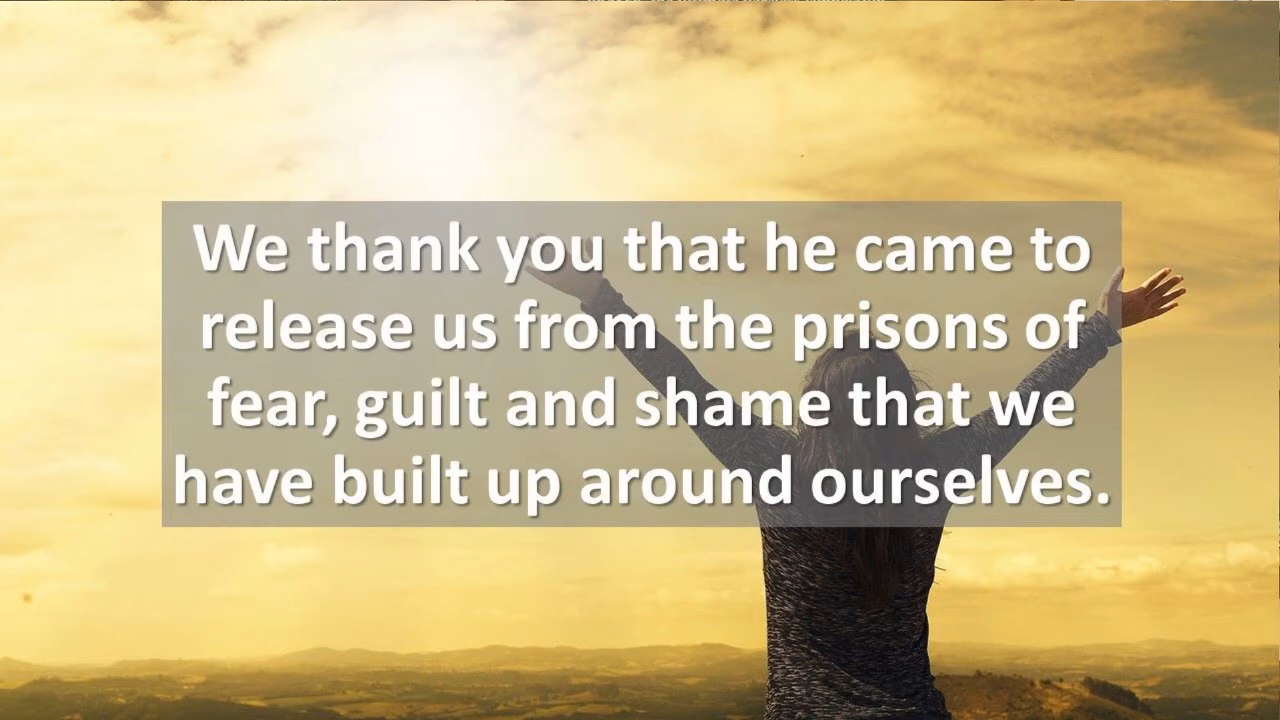 We thank you that he came to
release us from the prisons of
fear, guilt and shame that we
have built up around ourselves.